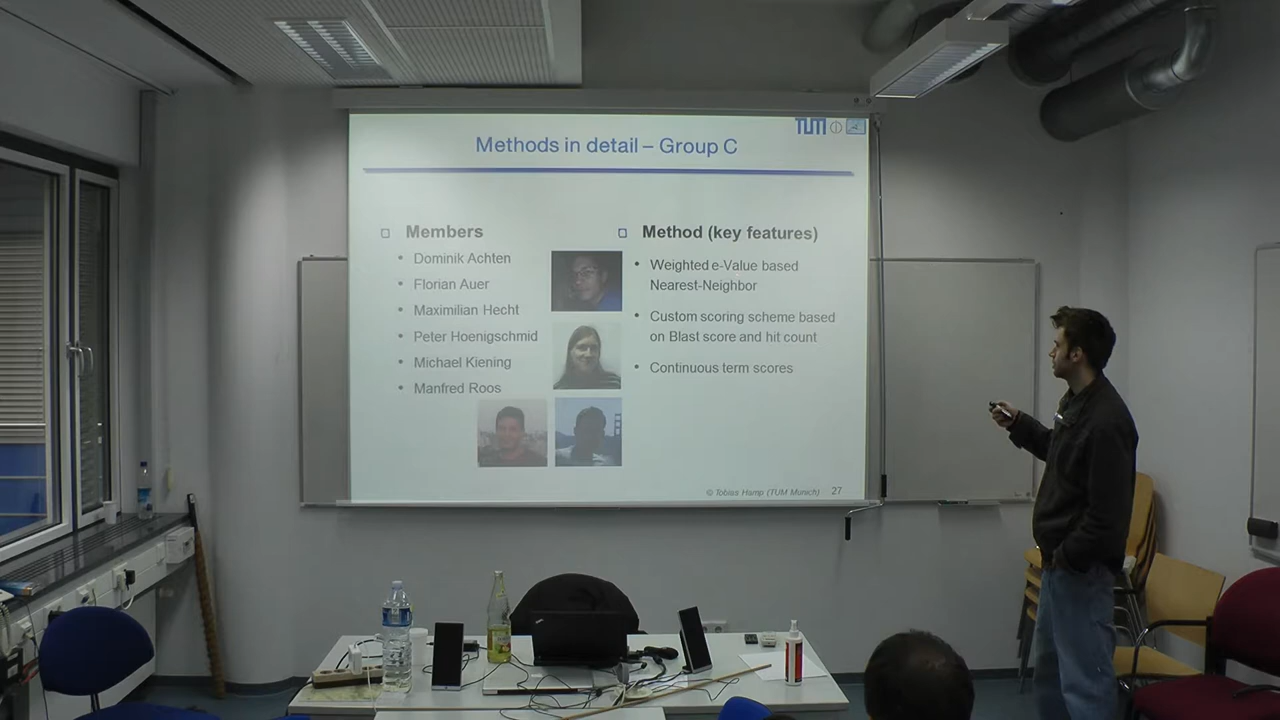 TUM
Methods in detail – Group C
Members
• Dominik Achten
• Florian Auer
• Maximilian Hecht
• Peter Hoenigschmid
• Michael Kiening
• Manfred Roos
Method (key features)
• Weighted e-Value based
Nearest-Neighbor
• Custom scoring scheme based
on Blast score and hit count
• Continuous term scores
© Tobias Hamp (TUM Munich)
27